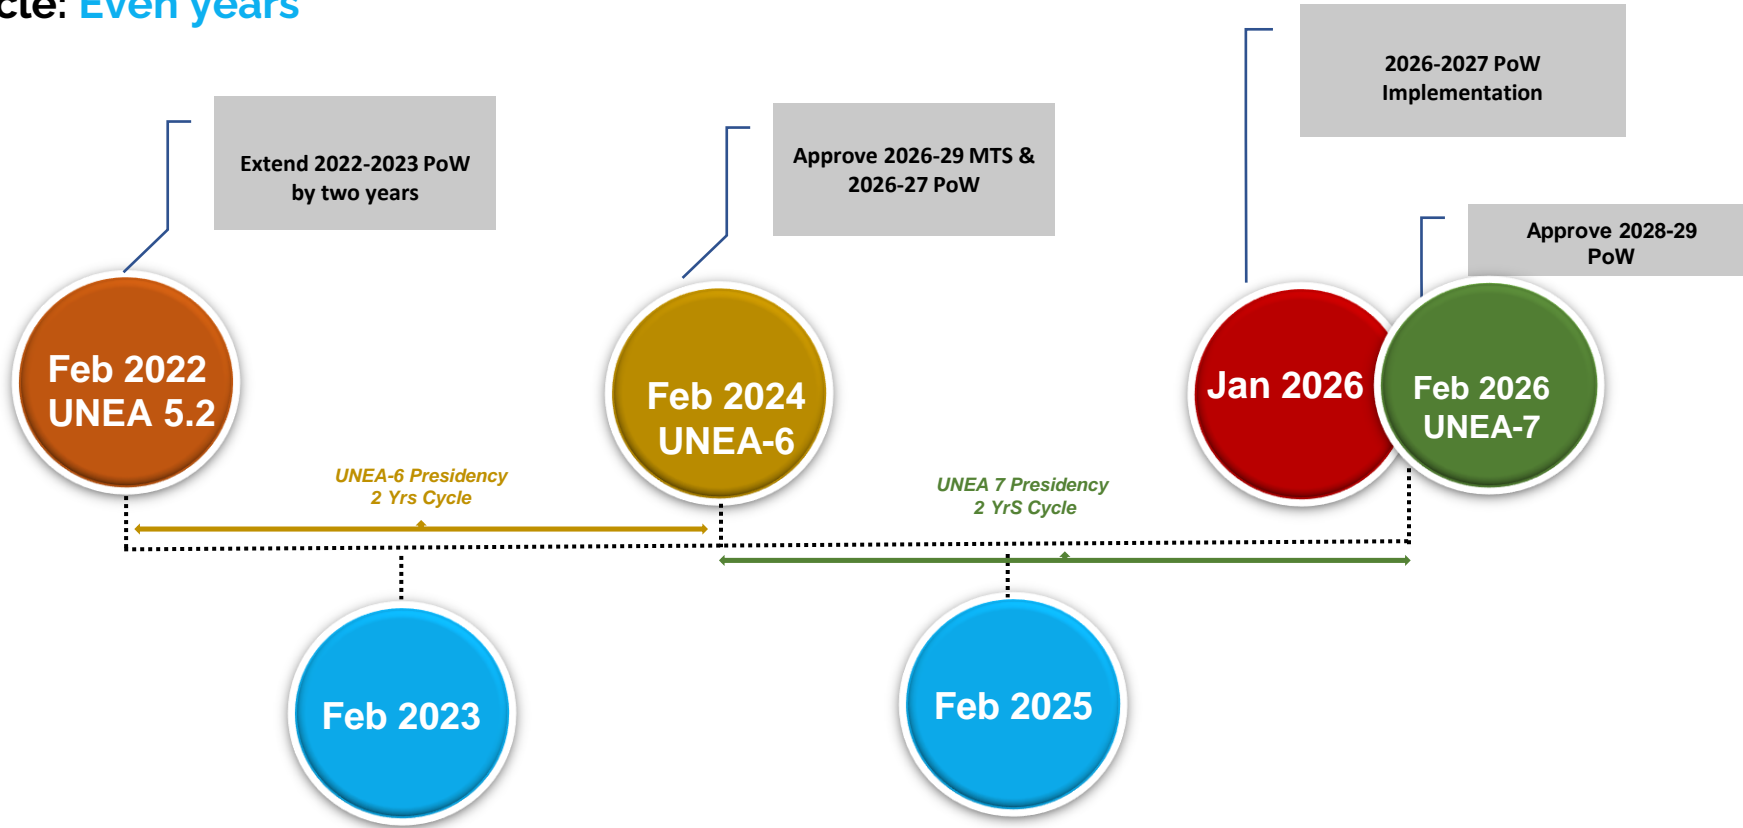 Even years
2026-2027 PoW
Implementation
Extend 2022-2023 PoW
by two years
Approve 2026-29 MTS &
2026-27 PoW
Approve 2028-29
PoW
Feb 2022
UNEA 5.2
Feb 2024
UNEA-6
Jan 2026
Feb 2026
UNEA-7
UNEA-6 Presidency
2 Yrs Cycle
UNEA 7 Presidency
2 YrS Cycle
Feb 2023
Feb 2025